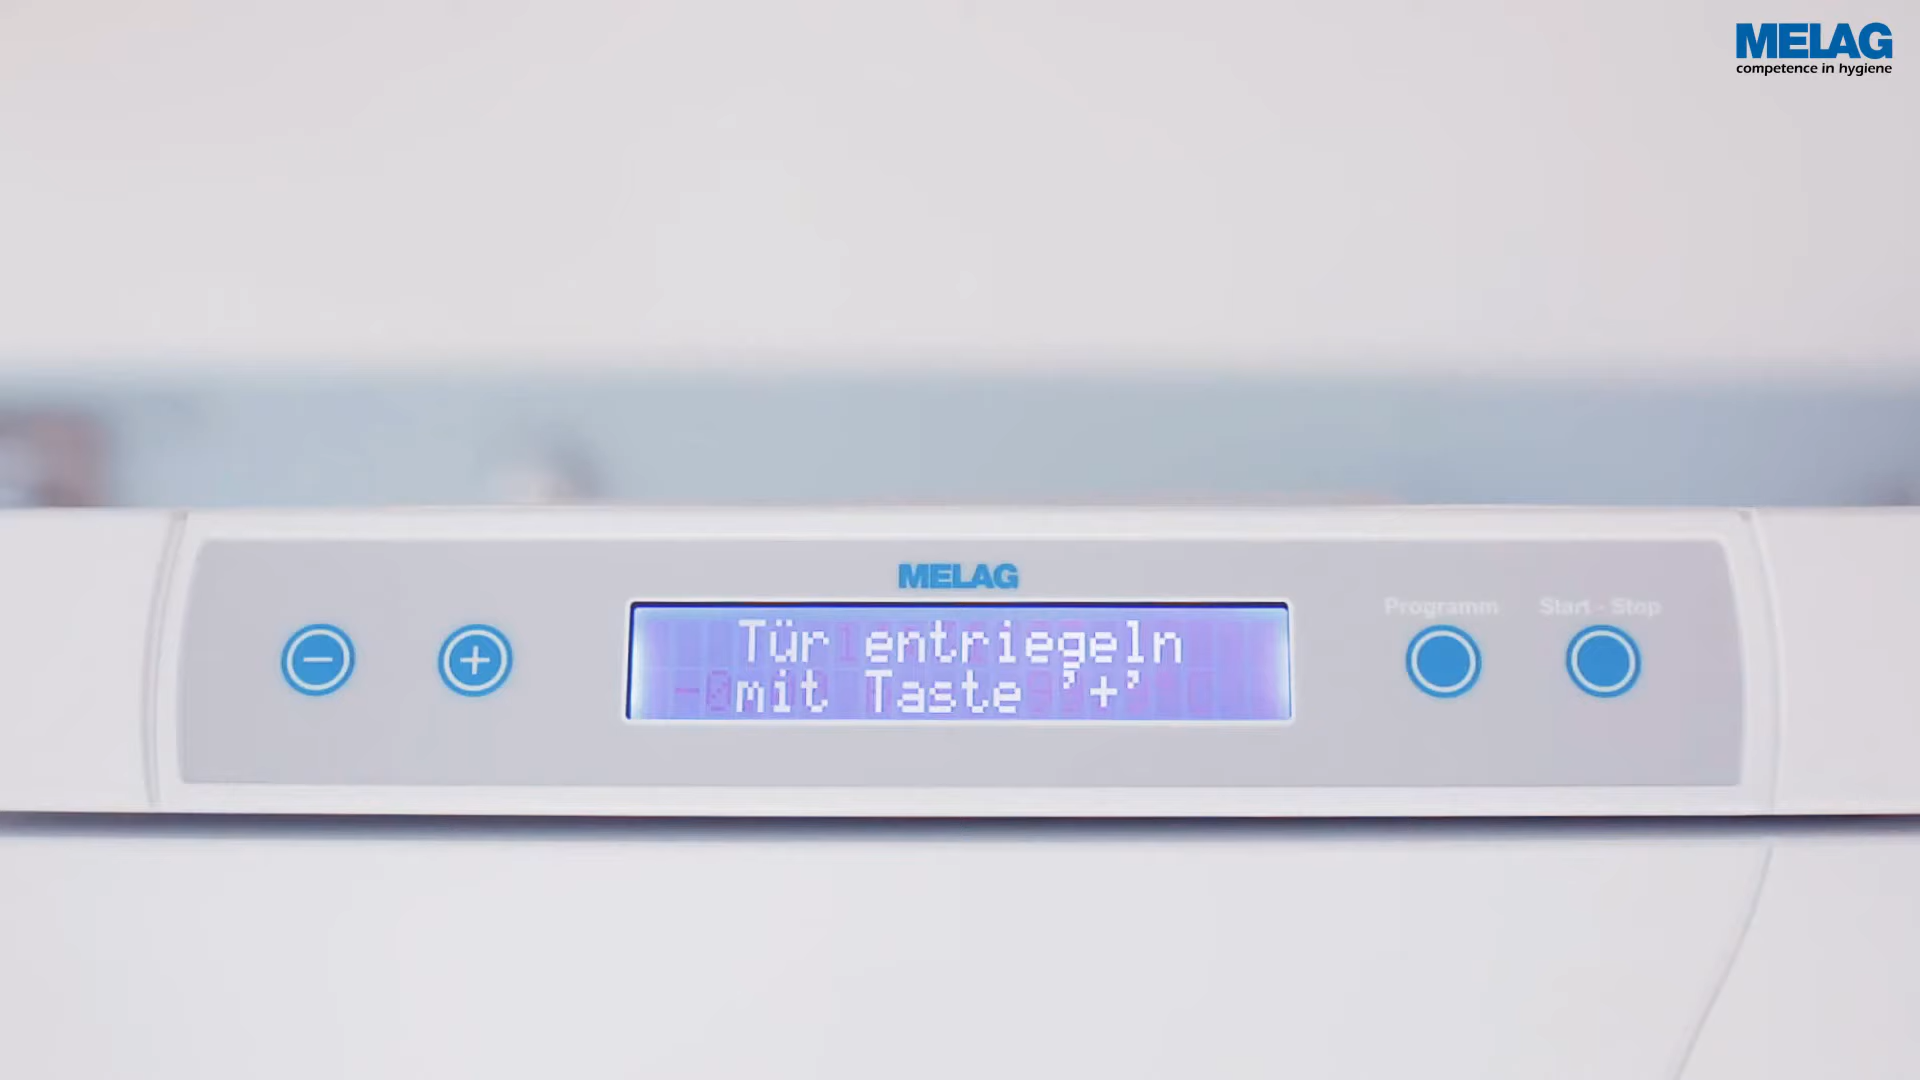 MELAG
competence in hygiene
MELAG
Programm
Start - Stop
Tür entriegeln
mit Taste '+'